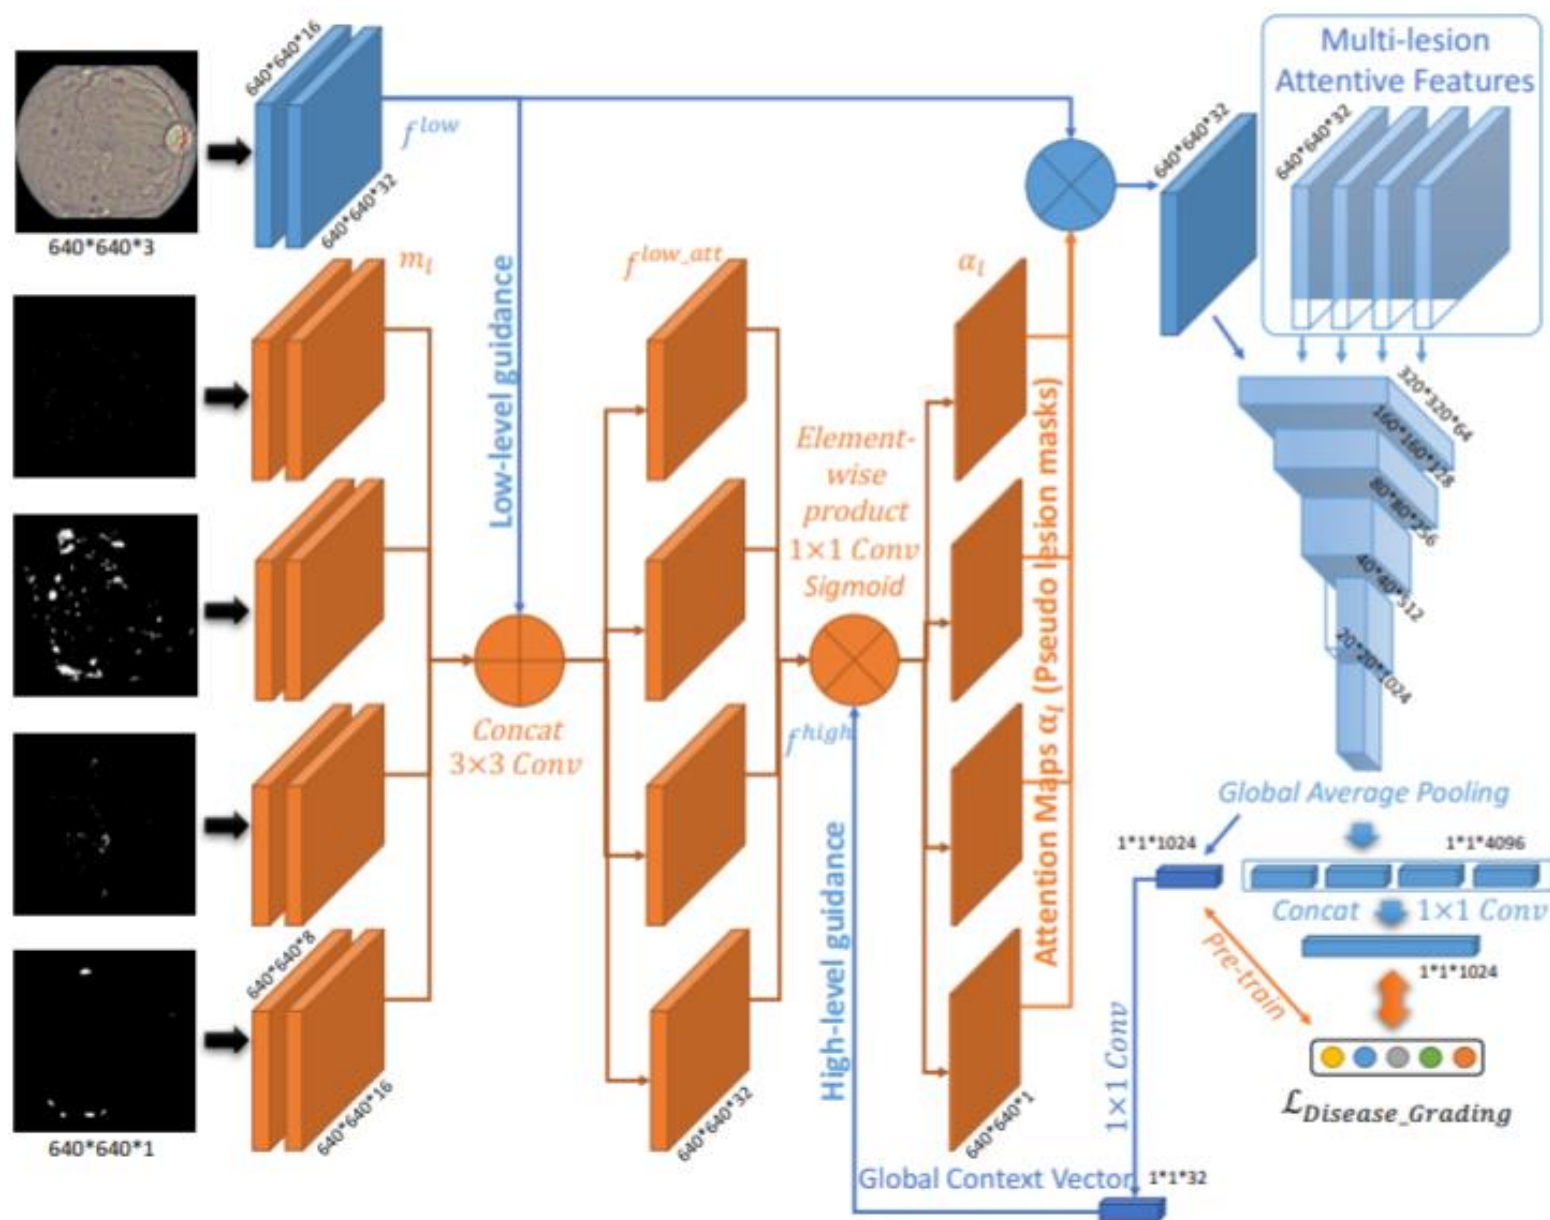 640*640*3
640*640*16
640*640*32
f^low
m_l
640*640*8
640*640*16
640*640*1
Low-level guidance
Concat
3×3 Conv
f^low_att
640*640*32
Element-
wise
product
1×1 Conv
Sigmoid
f^high
High-level guidance
α_l
640*640*1
Attention Maps α_l (Pseudo lesion masks)
640*640*32
Multi-lesion
Attentive Features
640*640*32
320*320*64
160*160*128
80*80*256
40*40*512
20*20*1024
Global Average Pooling
1*1*1024
1*1*4096
Concat 1×1 Conv
1*1*1024
Pre-train
ℒ_Disease_Grading
1×1 Conv
Global Context Vector
1*1*32